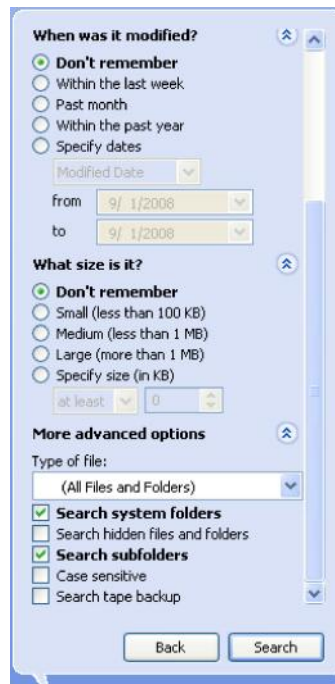 When was it modified?
Don't remember
Within the last week
Past month
Within the past year
Specify dates
Modified Date
from 9/ 1/2008
to 9/ 1/2008
What size is it?
Don't remember
Small (less than 100 KB)
Medium (less than 1 MB)
Large (more than 1 MB)
Specify size (in KB)
at least 0
More advanced options
Type of file:
(All Files and Folders)
Search system folders
Search hidden files and folders
Search subfolders
Case sensitive
Search tape backup
Back Search